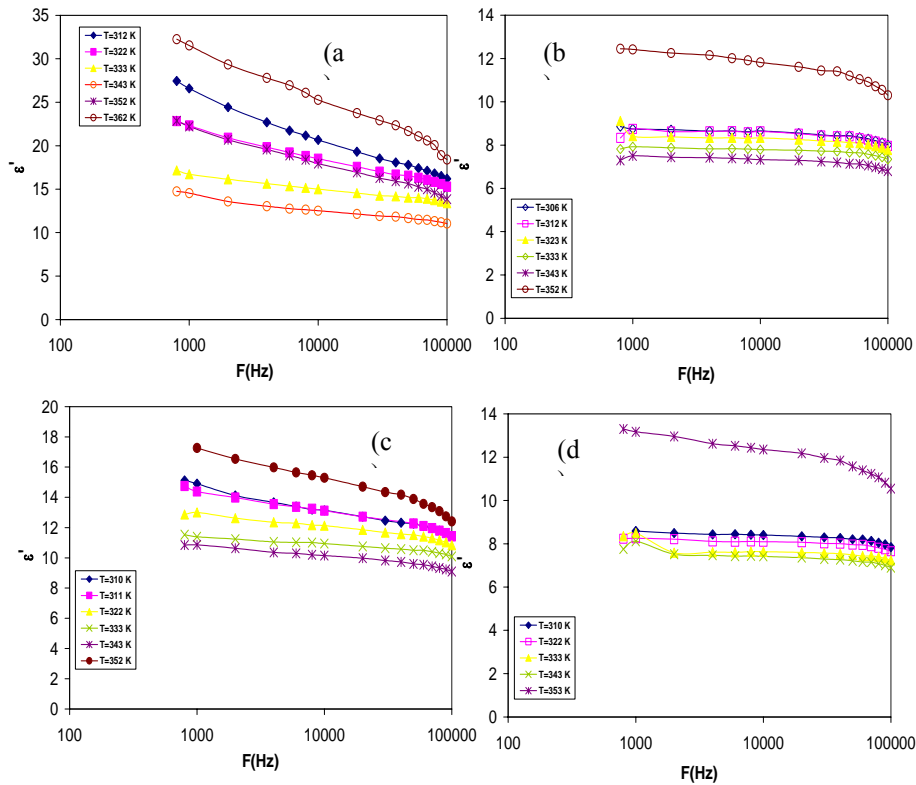 35
30
25
20
15
10
5
0
ε'
T=312 K
T=322 K
T=333 K
T=343 K
T=352 K
T=362 K
(a
100 1000 10000 100000
F(Hz)
14
12
10
8
6
4
2
0
ε'
T=306 K
T=312 K
T=323 K
T=333 K
T=343 K
T=352 K
(b
100 1000 10000 100000
F(Hz)
20
18
16
14
12
10
8
6
4
2
0
ε'
T=310 K
T=311 K
T=322 K
T=333 K
T=343 K
T=352 K
(c
100 1000 10000 100000
F(Hz)
14
12
10
8
6
4
2
0
ε'
T=310 K
T=322 K
T=333 K
T=343 K
T=353 K
(d
100 1000 10000 100000
F(Hz)